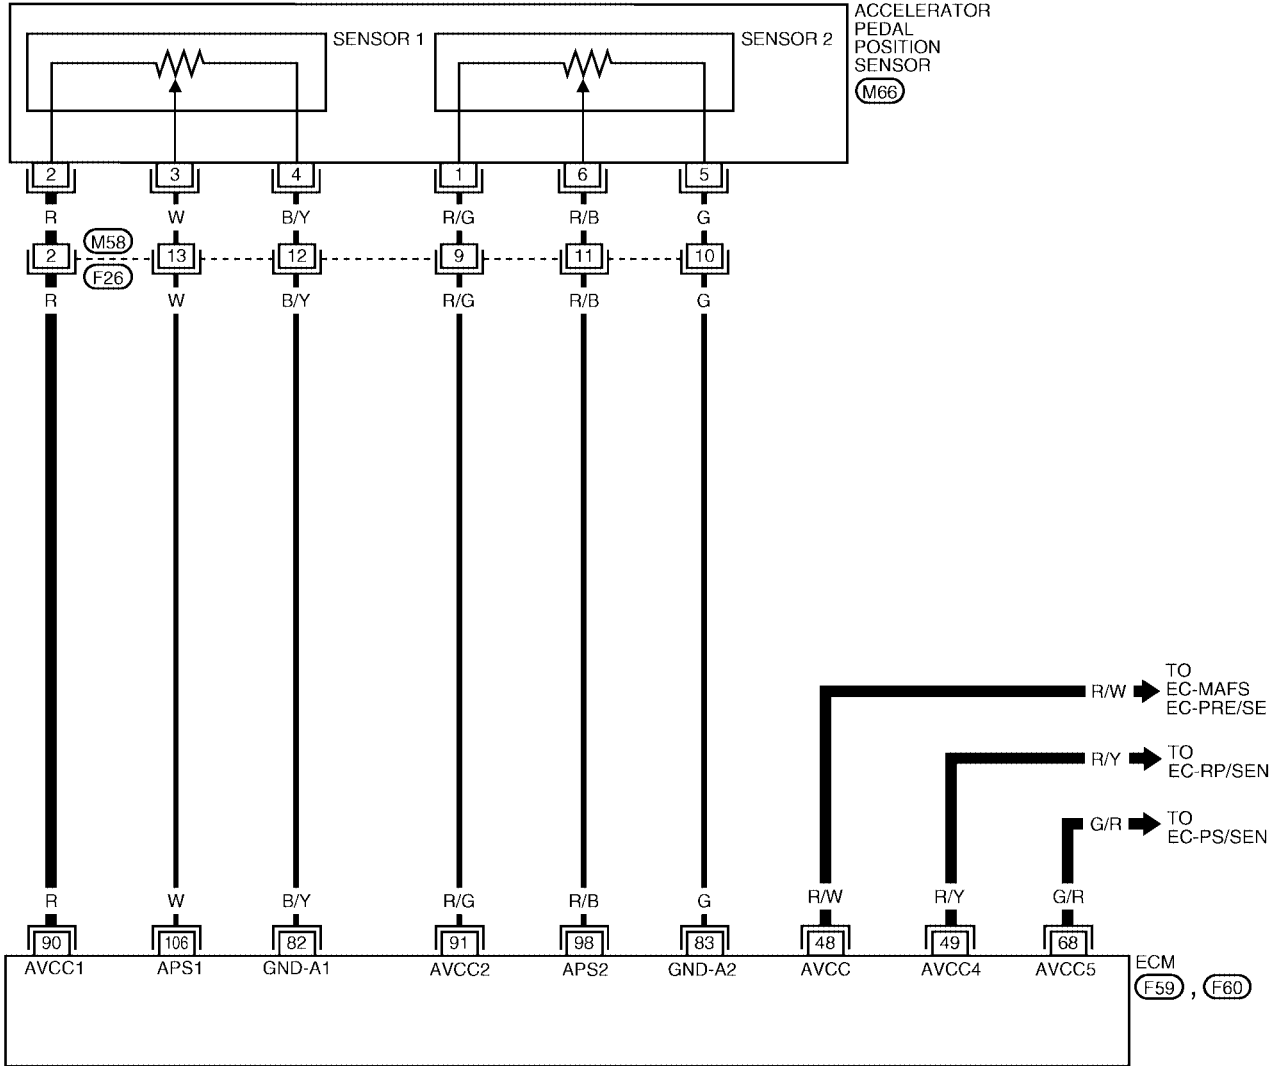 SENSOR 1
SENSOR 2
ACCELERATOR
PEDAL
POSITION
SENSOR
M66
2 3 4 1 6 5
R W B/Y R/G R/B G
M58
2 13 12 9 11 10
F26
R W B/Y R/G R/B G
TO
EC-MAFS
EC-PRE/SE
R/W
TO
EC-RP/SEN
R/Y
TO
EC-PS/SEN
G/R
R W B/Y R/G R/B G R/W R/Y G/R
90 106 82 91 98 83 48 49 68
AVCC1 APS1 GND-A1 AVCC2 APS2 GND-A2 AVCC AVCC4 AVCC5
ECM
F59 , F60